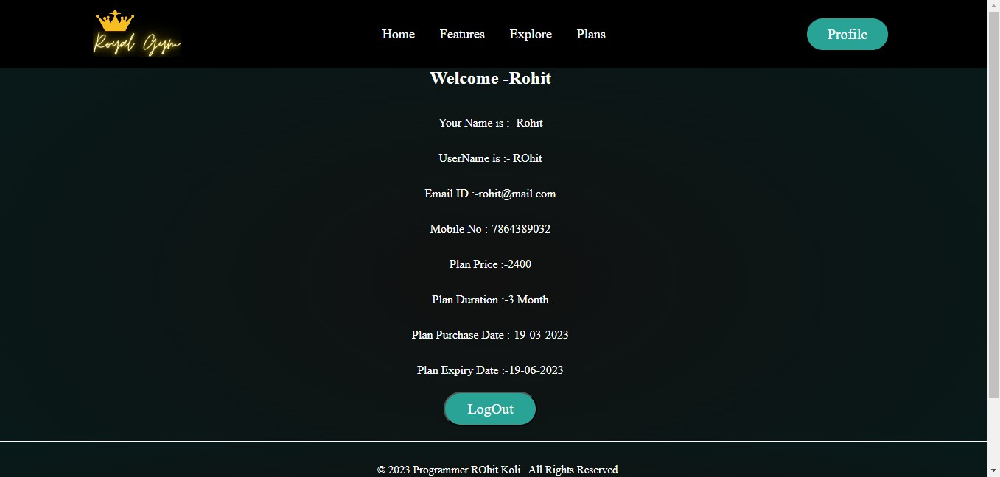 Royal Gym
Home Features Explore Plans
Profile
Welcome -Rohit
Your Name is :- Rohit
UserName is :- ROhit
Email ID :-rohit@mail.com
Mobile No :-7864389032
Plan Price :-2400
Plan Duration :-3 Month
Plan Purchase Date :-19-03-2023
Plan Expiry Date :-19-06-2023
LogOut
© 2023 Programmer ROhit Koli . All Rights Reserved.